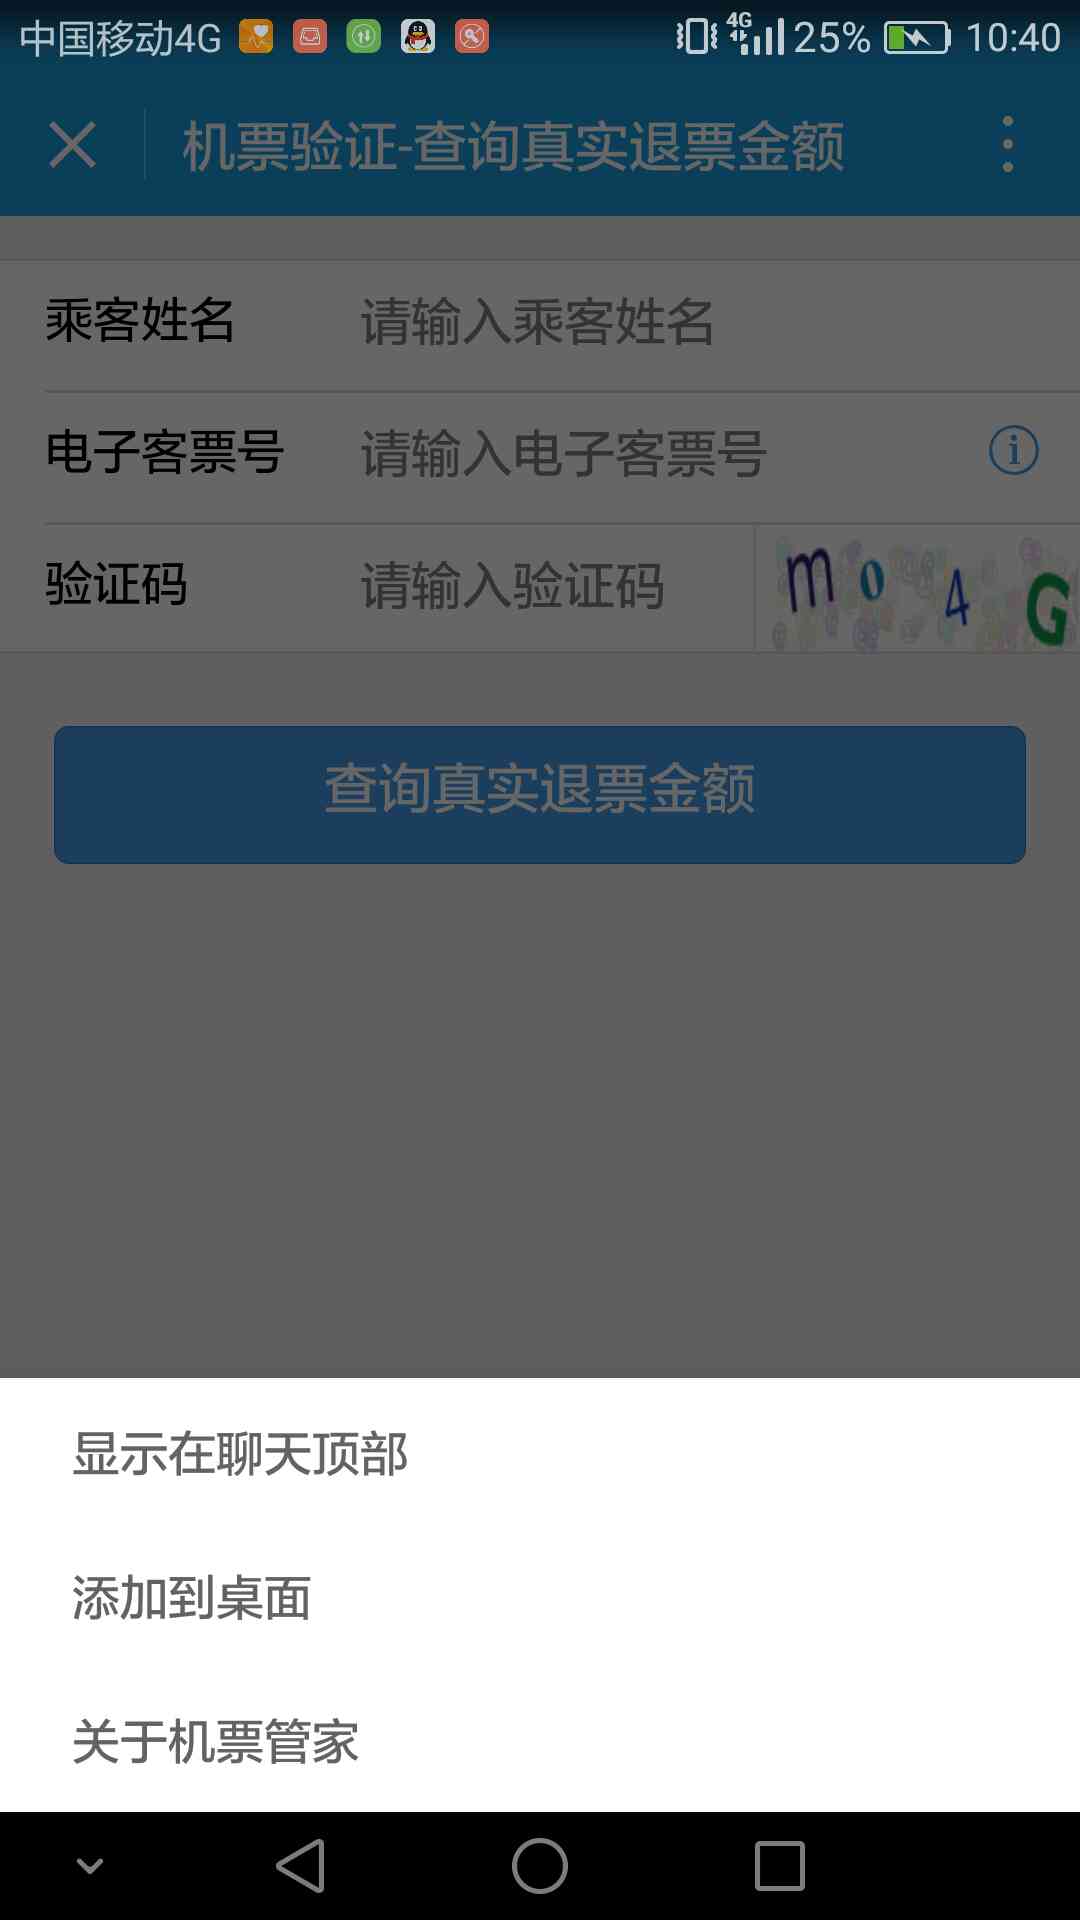 中国移动4G 4G 25% 10:40
机票验证-查询真实退票金额
乘客姓名 请输入乘客姓名
电子客票号 请输入电子客票号
验证码 请输入验证码 m 0 4 G
查询真实退票金额
显示在聊天顶部
添加到桌面
关于机票管家